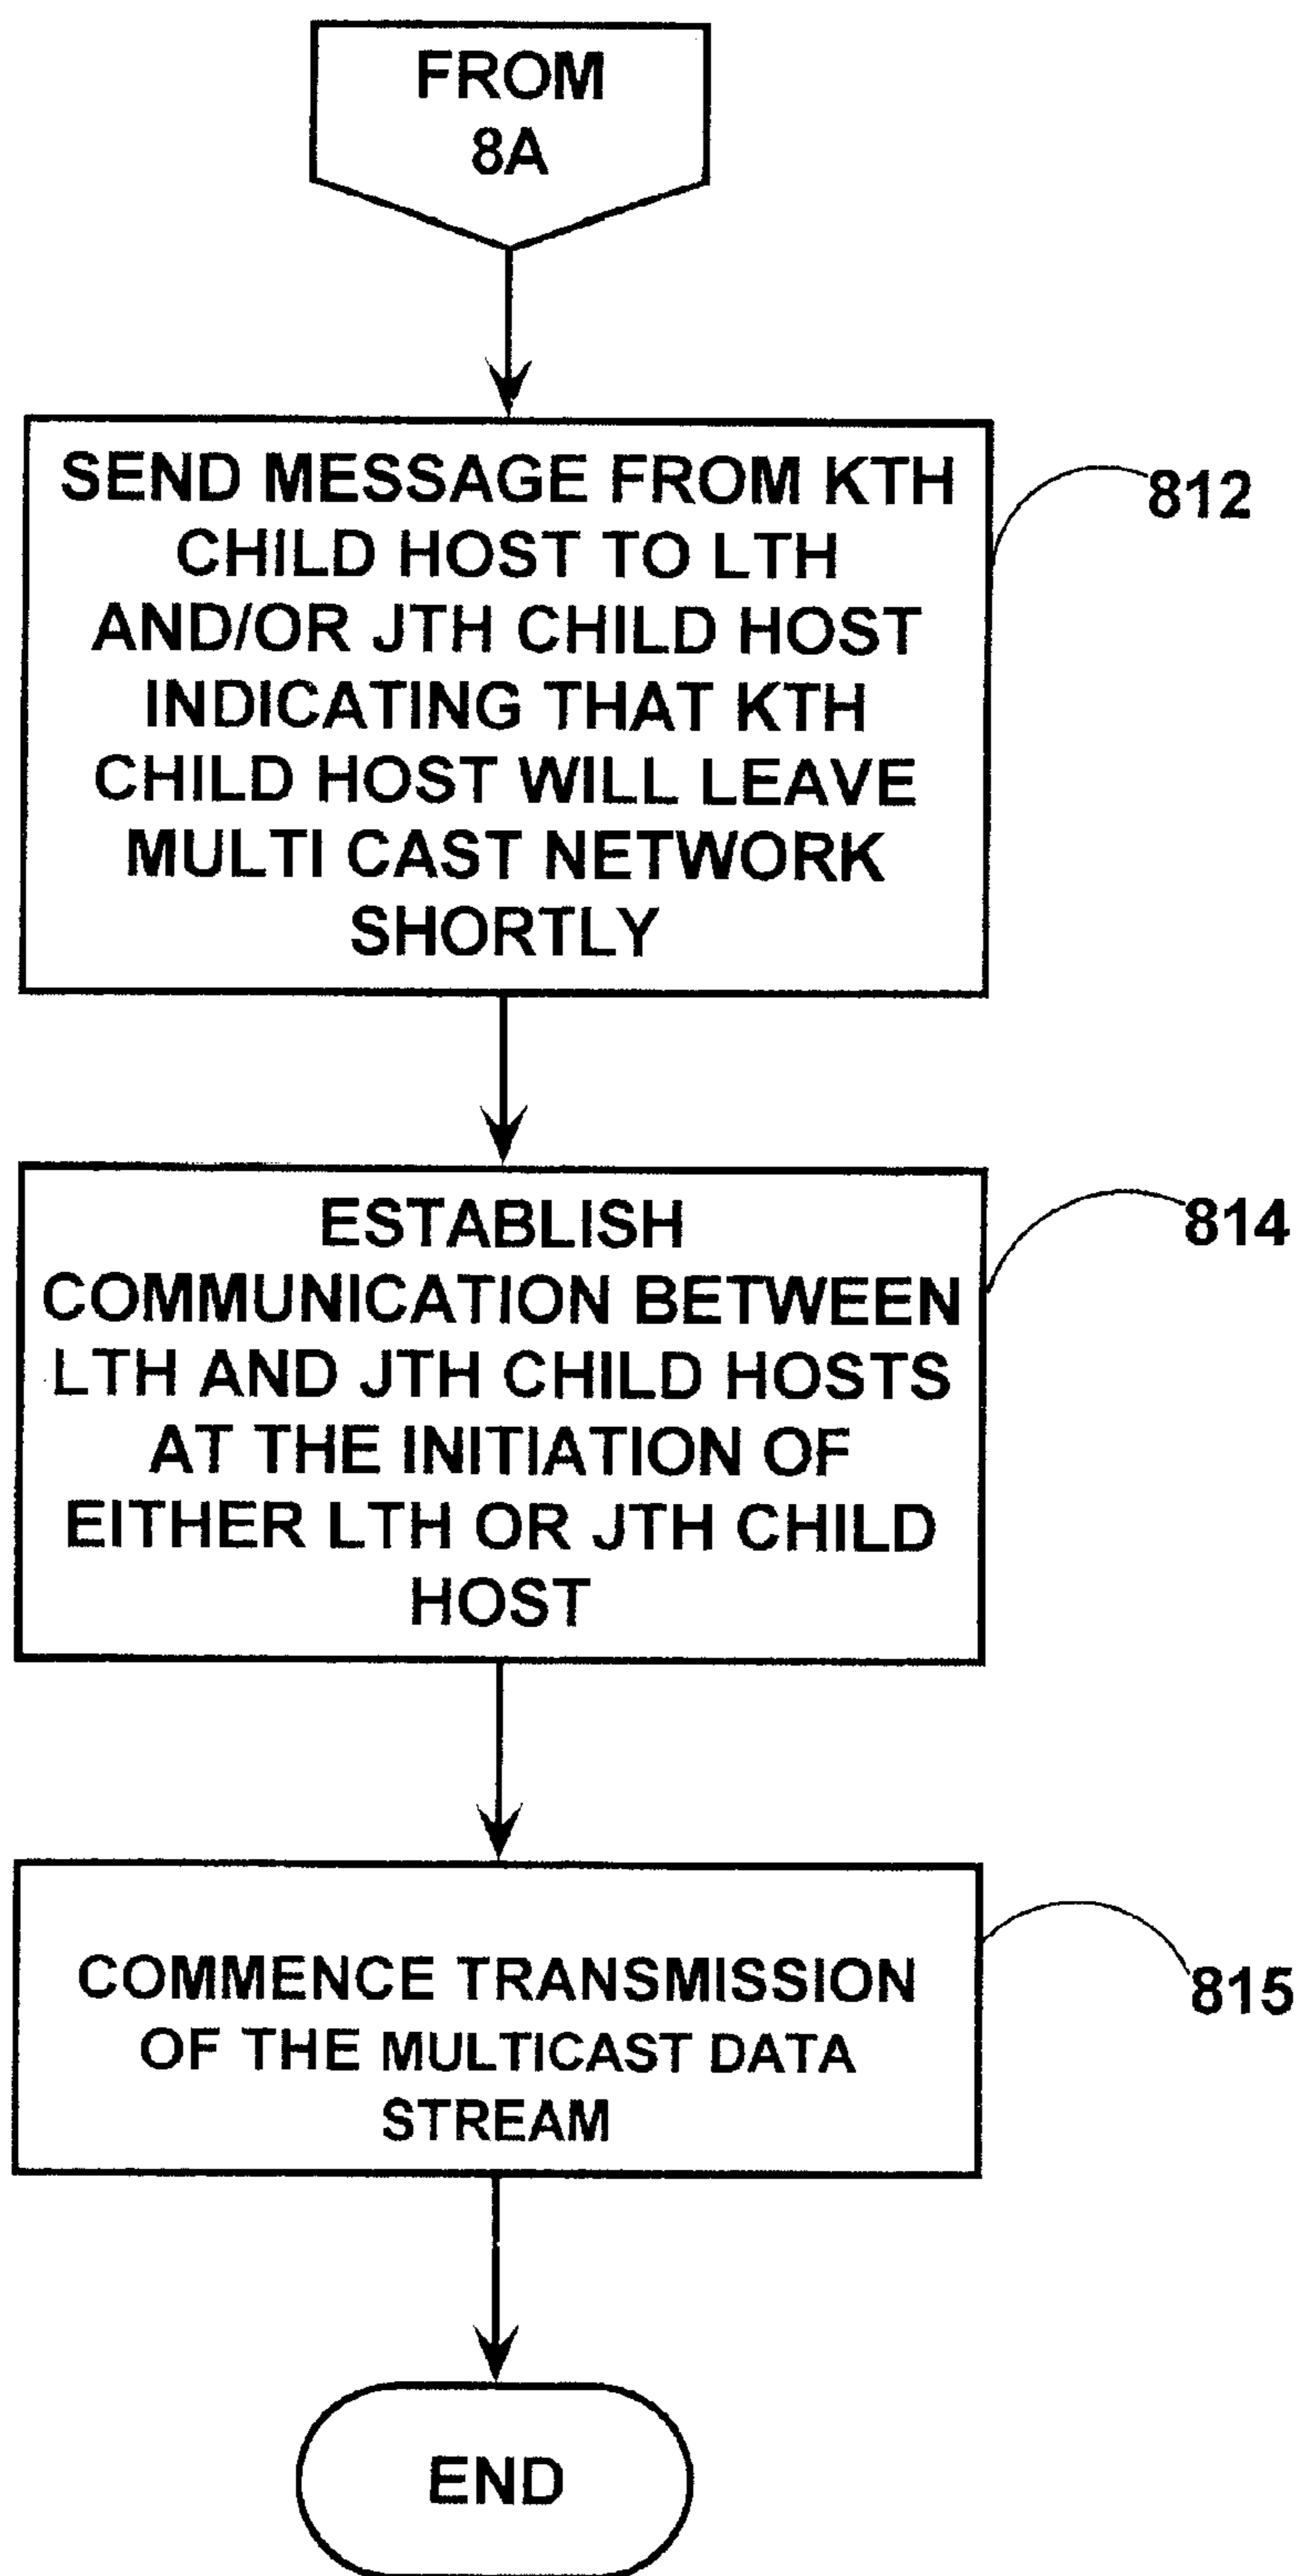 FROM
8A
SEND MESSAGE FROM KTH
CHILD HOST TO LTH
AND/OR JTH CHILD HOST
INDICATING THAT KTH
CHILD HOST WILL LEAVE
MULTI CAST NETWORK
SHORTLY
812
ESTABLISH
COMMUNICATION BETWEEN
LTH AND JTH CHILD HOSTS
AT THE INITIATION OF
EITHER LTH OR JTH CHILD
HOST
814
COMMENCE TRANSMISSION
OF THE MULTICAST DATA
STREAM
815
END